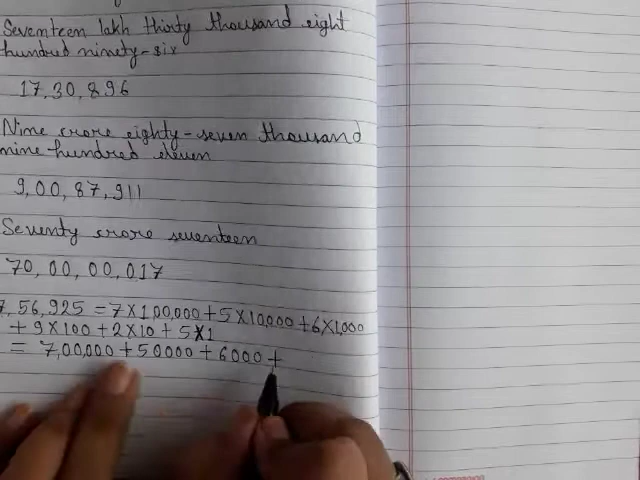 Seventeen lakh thirty thousand eight
hundred ninety-six
17,30,896
Nine crore eighty-seven thousand
nine hundred eleven
9,00,87,911
Seventy crore seventeen
70,00,00,017
7,56,925 = 7×1,00,000+5×10,000+6×1,000
+9×100+2×10+5×1
= 7,00,000+50000+6000+